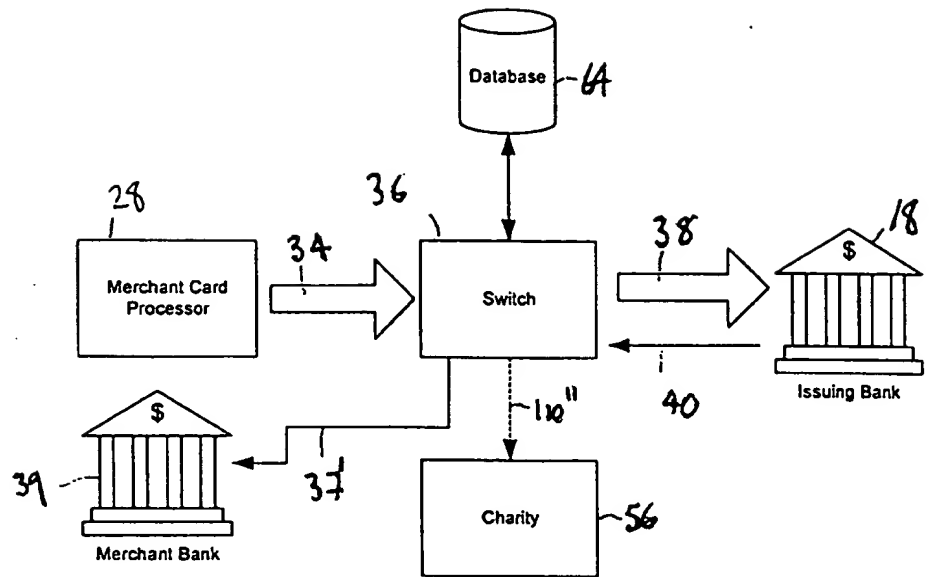 Database
64
28
36
34
38
18
Merchant Card
Processor
Switch
$
Issuing Bank
40
$
37'
39
Charity
56
Merchant Bank